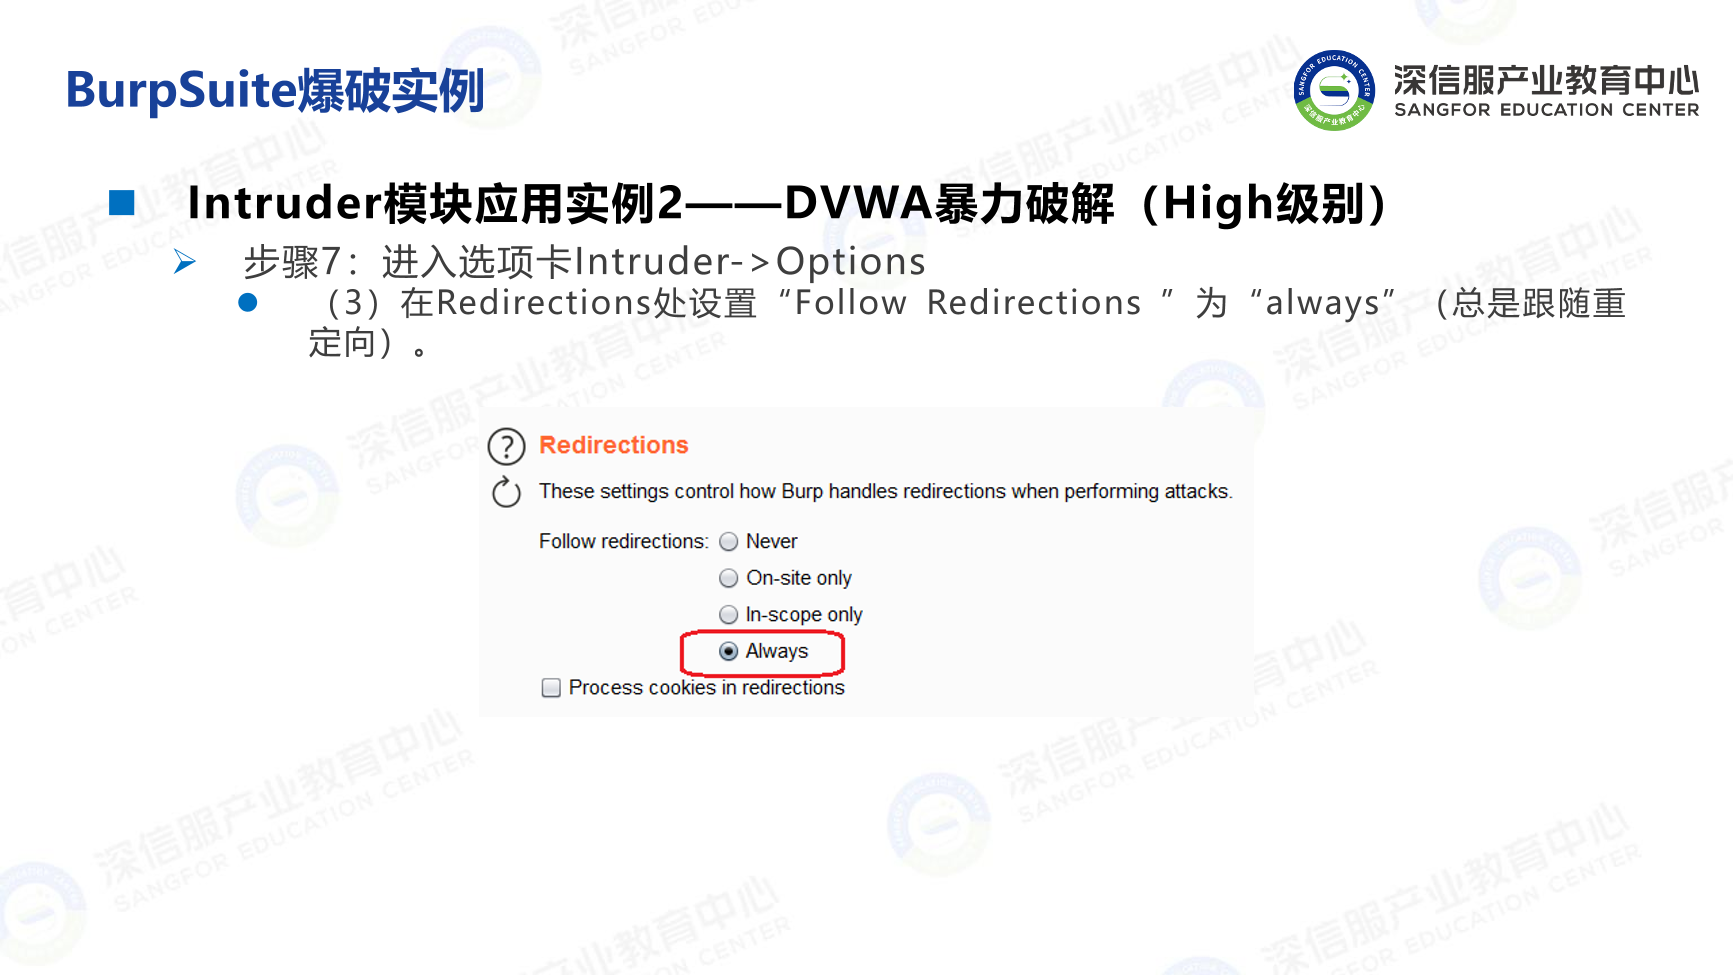 BurpSuite爆破实例
深信服产业教育中心
SANGFOR EDUCATION CENTER
Intruder模块应用实例2——DVWA暴力破解（High级别）
步骤7：进入选项卡Intruder->Options
（3）在Redirections处设置“Follow Redirections ”为“always”（总是跟随重
定向）。
Redirections
These settings control how Burp handles redirections when performing attacks.
Follow redirections: Never
On-site only
In-scope only
Always
Process cookies in redirections